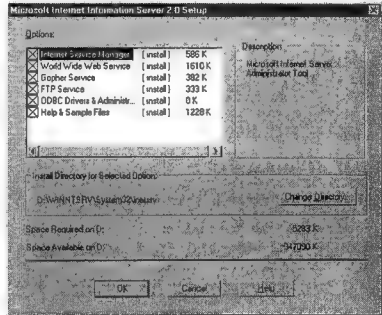 Microsoft Internet Information Server 2.0 Setup
Options:
Internet Service Manager [ install ] 586 K
World Wide Web Service [ install ] 1610 K
Gopher Service [ install ] 382 K
FTP Service [ install ] 333 K
ODBC Drivers & Administr... [ install ] 0 K
Help & Sample Files [ install ] 1228 K
Description
Microsoft Internet Server
Administrator Tool
Install Directory for Selected Option:
Change Directory
Space Required on D:
Space Available on D:
OK
Cancel
Help